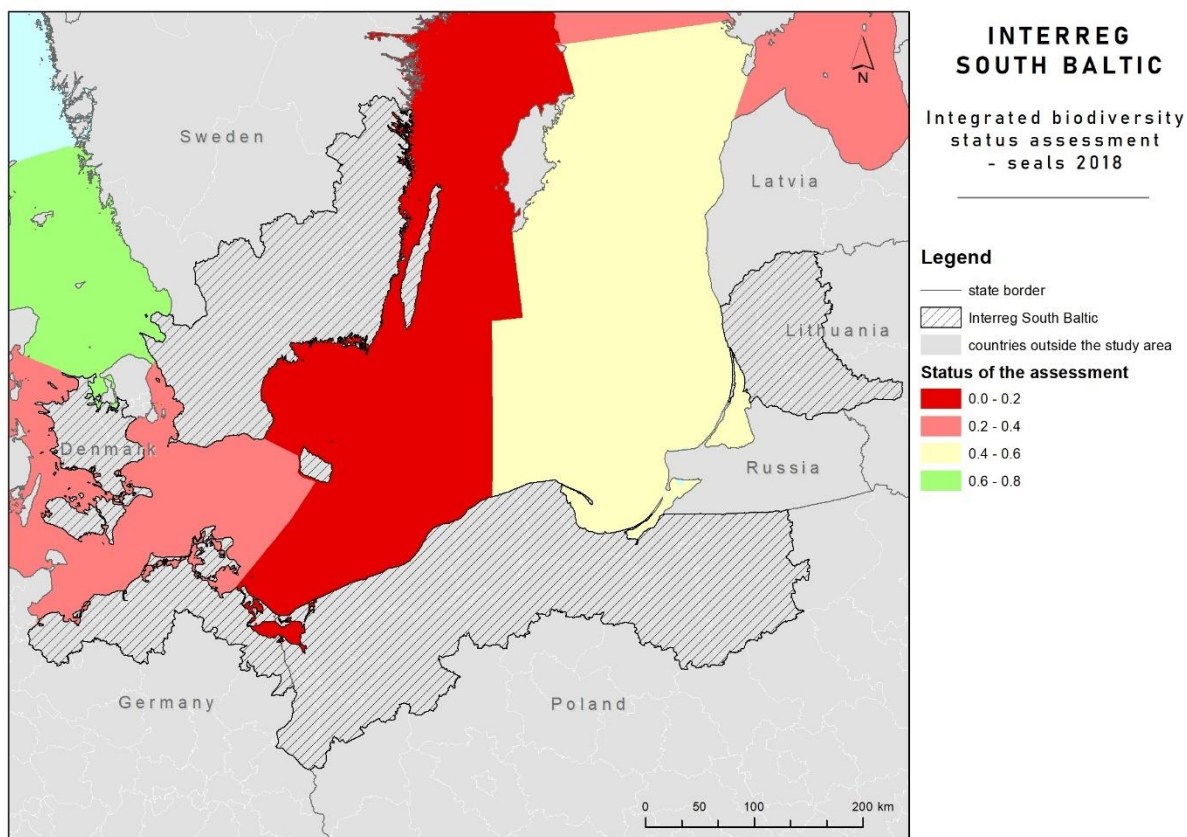 INTERREG
SOUTH BALTIC
Integrated biodiversity
status assessment
- seals 2018
Legend
state border
Interreg South Baltic
countries outside the study area
Status of the assessment
0.0 - 0.2
0.2 - 0.4
0.4 - 0.6
0.6 - 0.8
N
Sweden
Latvia
Lithuania
Denmark
Russia
Germany
Poland
0 50 100 200 km